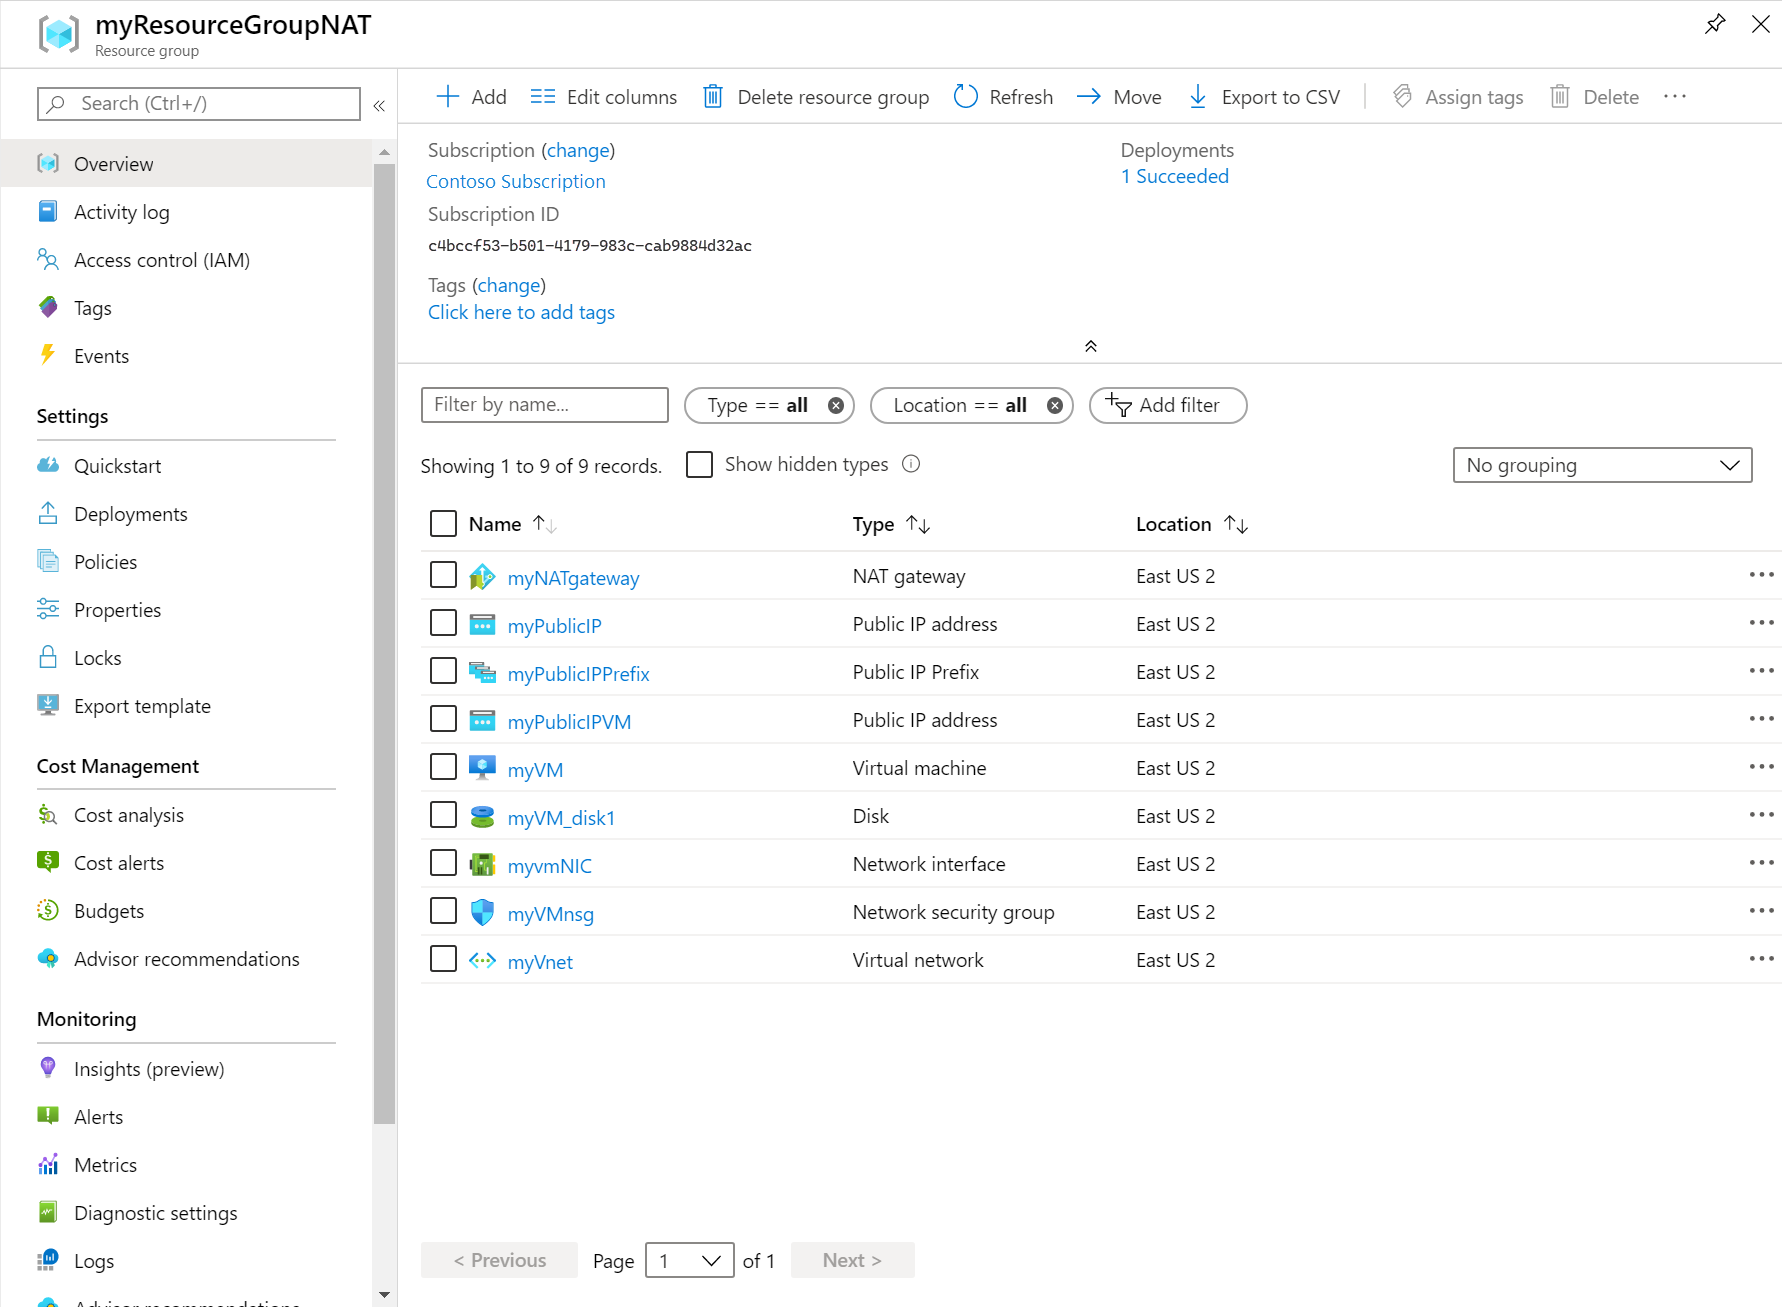 myResourceGroupNAT
Resource group
Search (Ctrl+/)
«
Overview
Activity log
Access control (IAM)
Tags
Events
Settings
Quickstart
Deployments
Policies
Properties
Locks
Export template
Cost Management
Cost analysis
Cost alerts
Budgets
Advisor recommendations
Monitoring
Insights (preview)
Alerts
Metrics
Diagnostic settings
Logs
Advisor recommendations
Add Edit columns Delete resource group Refresh Move Export to CSV Assign tags Delete ...
Subscription (change)
Contoso Subscription
Subscription ID
c4bccf53-b501-4179-983c-cab9884d32ac
Tags (change)
Click here to add tags
Deployments
1 Succeeded
Filter by name... Type == all Location == all Add filter
Showing 1 to 9 of 9 records. Show hidden types No grouping
Name Type Location
myNATgateway NAT gateway East US 2 ...
myPublicIP Public IP address East US 2 ...
myPublicIPPrefix Public IP Prefix East US 2 ...
myPublicIPVM Public IP address East US 2 ...
myVM Virtual machine East US 2 ...
myVM_disk1 Disk East US 2 ...
myvmNIC Network interface East US 2 ...
myVMnsg Network security group East US 2 ...
myVnet Virtual network East US 2 ...
< Previous Page 1 of 1 Next >